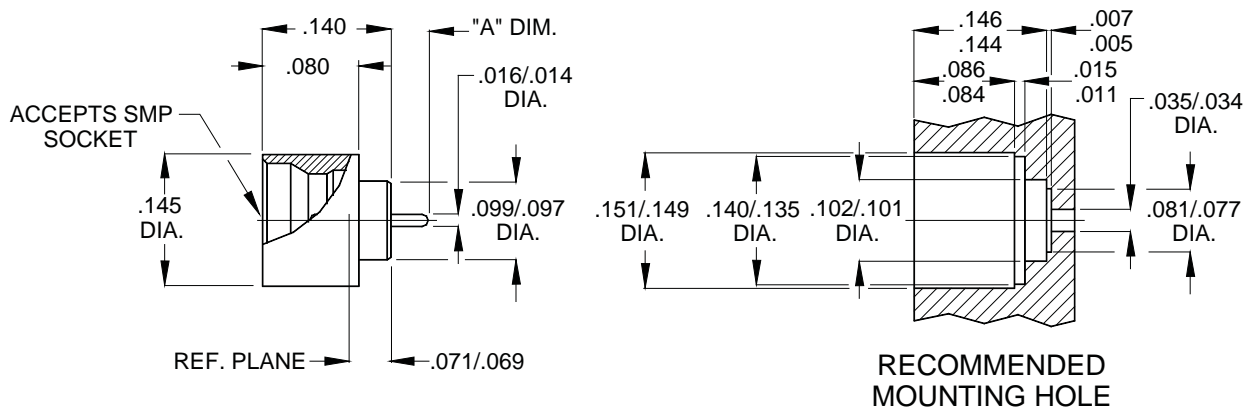 .140
"A" DIM.
.080
.016/.014
DIA.
ACCEPTS SMP
SOCKET
.145
DIA.
.099/.097
DIA.
REF. PLANE
.071/.069
.146
.144
.007
.005
.086
.084
.015
.011
.035/.034
DIA.
.151/.149
DIA.
.140/.135
DIA.
.102/.101
DIA.
.081/.077
DIA.
RECOMMENDED
MOUNTING HOLE